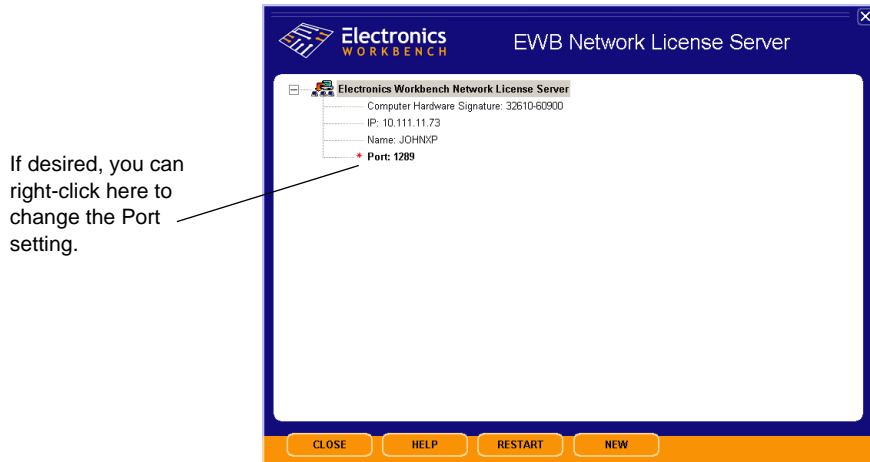 Electronics
WORKBENCH
EWB Network License Server
Electronics Workbench Network License Server
Computer Hardware Signature: 32610-60900
IP: 10.111.11.73
Name: JOHNXP
* Port: 1289
If desired, you can
right-click here to
change the Port
setting.
CLOSE
HELP
RESTART
NEW